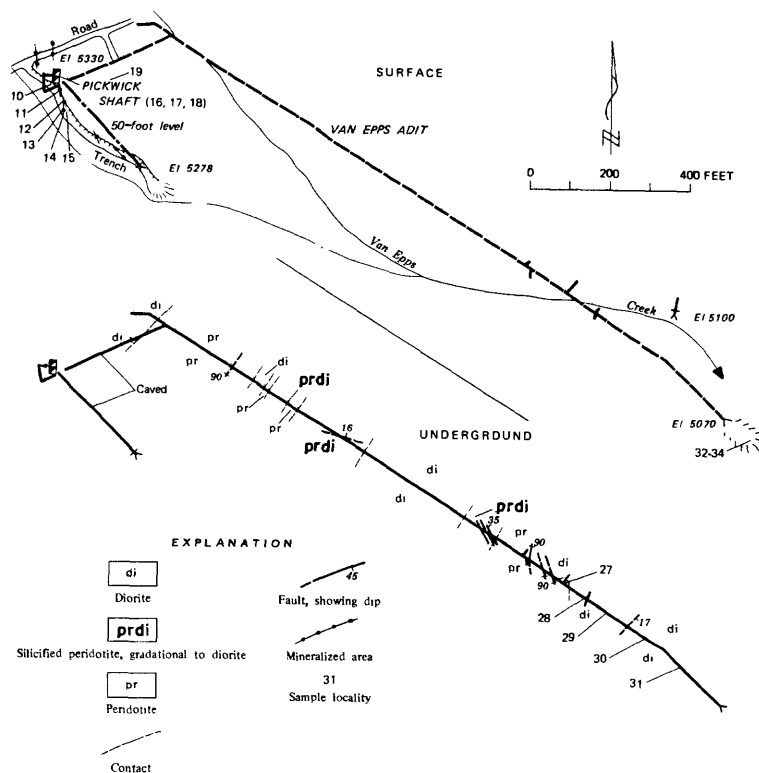 Road
El 5330
19
PICKWICK
SHAFT (16, 17, 18)
10
11
12
13
14
15
50-foot level
Trench
El 5278
SURFACE
VAN EPPS ADIT
N
0 200 400 FEET
Van Epps
Creek
El 5100
El 5070
32-34
di
di
pr
pr
90
di
prdi
pr
pr
Caved
16
prdi
UNDERGRDUND
di
di
prdi
35
pr
pr
90
di
90
27
di
28
29
17
30
di
di
31
EXPLANATION
di
Diorite
prdi
Silicified peridotite, gradational to diorite
pr
Peridotite
Contact
45
Fault, showing dip
Mineralized area
31
Sample locality